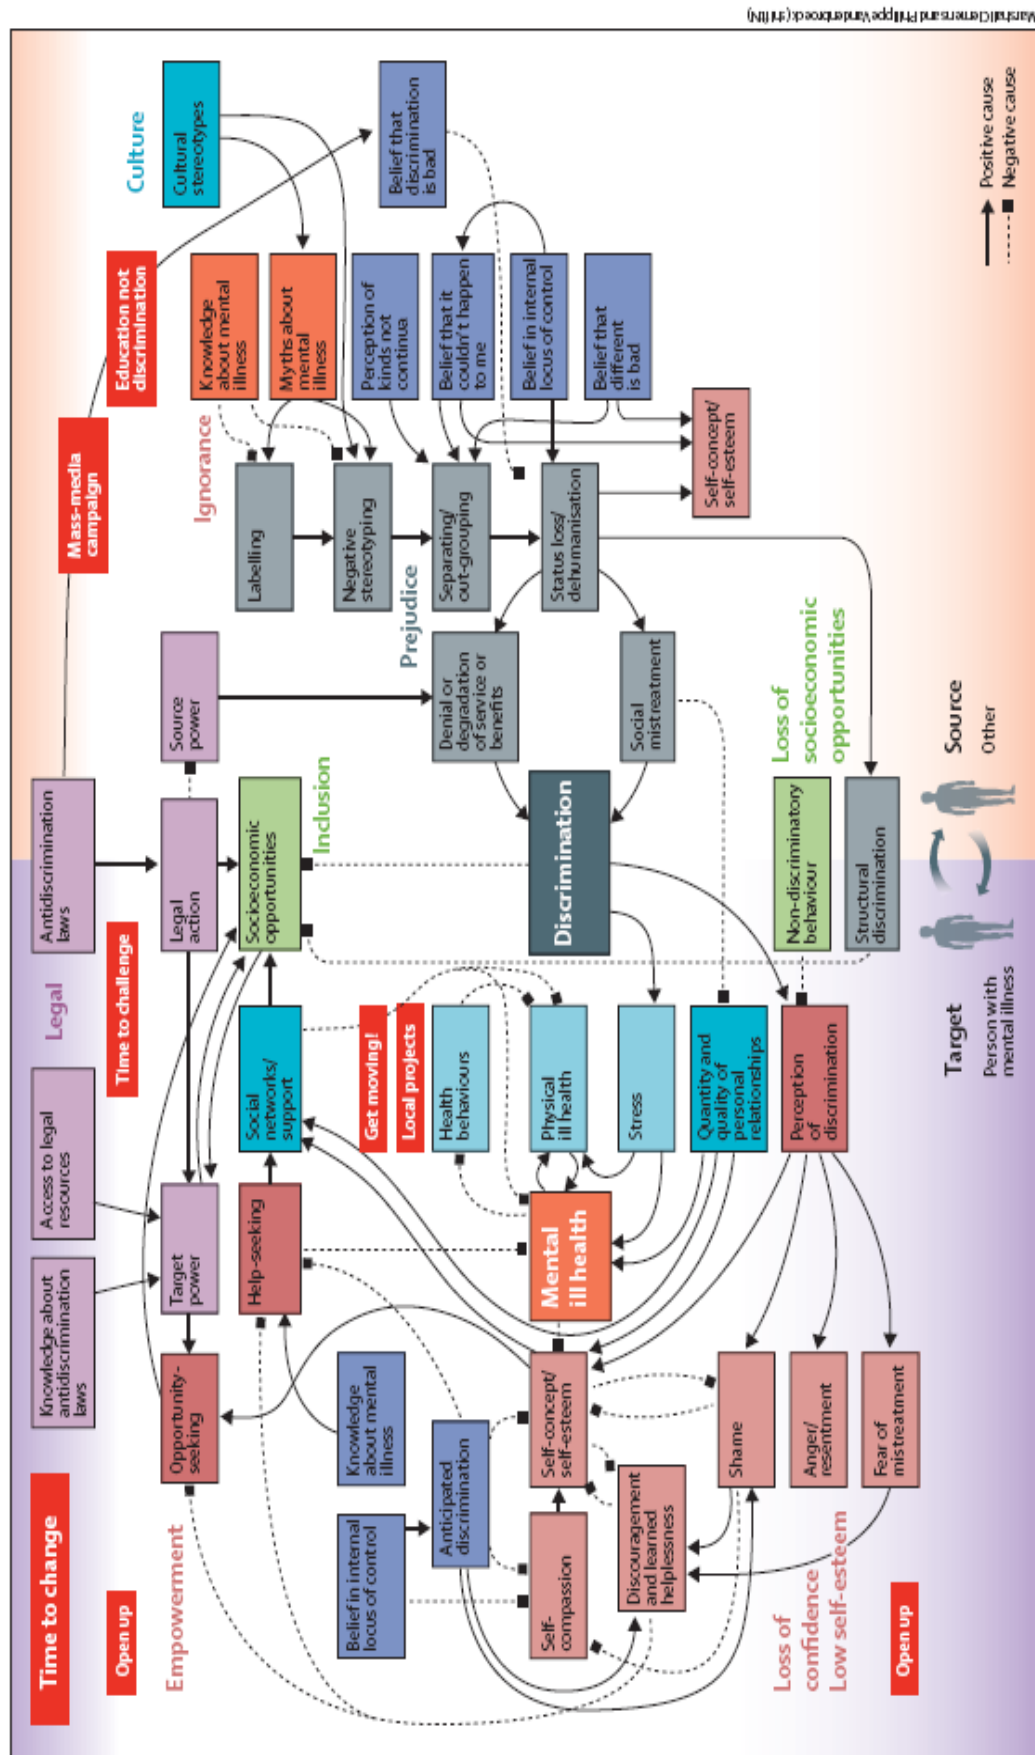 Marshall Clemens and Philippe Vandenbroeck (shiftN)
Time to change
Open up
Empowerment
Legal
Time to challenge
Mass-media
campaign
Education not
discrimination
Culture
Knowledge about
antidiscrimination
laws
Access to legal
resources
Antidiscrimination
laws
Opportunity-
seeking
Target
power
Legal
action
Source
power
Cultural
stereotypes
Help-seeking
Social
networks/
support
Socioeconomic
opportunities
Inclusion
Ignorance
Labelling
Knowledge
about mental
illness
Myths about
mental
illness
Negative
stereotyping
Perception of
kinds not
continua
Belief that
discrimination
is bad
Belief in internal
locus of control
Knowledge
about mental
illness
Get moving!
Local projects
Prejudice
Anticipated
discrimination
Health
behaviours
Denial or
degradation
of service or
benefits
Separating/
out-grouping
Belief that it
couldn't happen
to me
Self-
compassion
Self-concept/
self-esteem
Mental
ill health
Physical
ill health
Discrimination
Status loss/
dehumanisation
Belief in internal
locus of control
Discouragement
and learned
helplessness
Stress
Social
mistreatment
Belief that
different
is bad
Shame
Quantity and
quality of
personal
relationships
Self-concept/
self-esteem
Loss of
confidence
Low self-esteem
Anger/
resentment
Perception
of
discrimination
Non-discriminatory
behaviour
Loss of
socioeconomic
opportunities
Open up
Fear of
mistreatment
Structural
discrimination
Target
Person with
mental illness
Source
Other
Positive cause
Negative cause